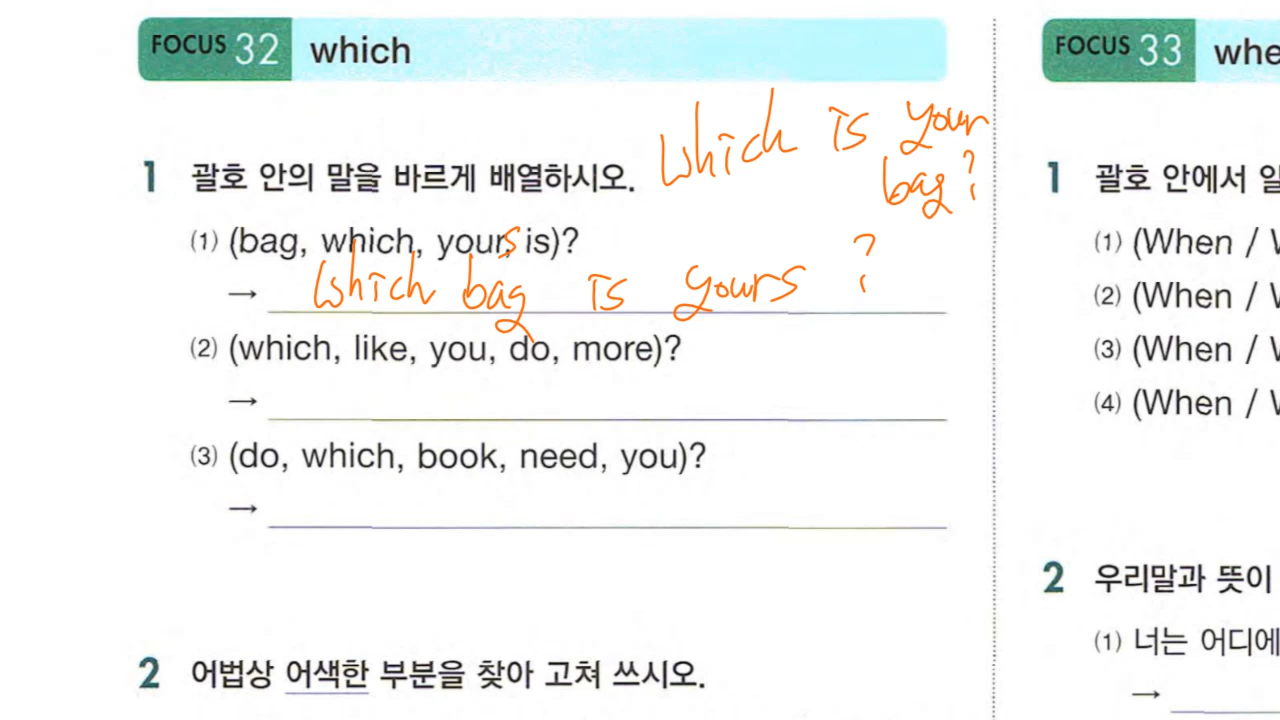 FOCUS 32 which
Which is your
bag?
1 괄호 안의 말을 바르게 배열하시오.
(1) (bag, which, your,s is)?
→ Which bag is yours ?
(2) (which, like, you, do, more)?
→
(3) (do, which, book, need, you)?
→
2 어법상 어색한 부분을 찾아 고쳐 쓰시오.
FOCUS 33 whe
1 괄호 안에서 알
(1) (When / W
(2) (When / W
(3) (When / W
(4) (When / W
2 우리말과 뜻이
(1) 너는 어디에
→